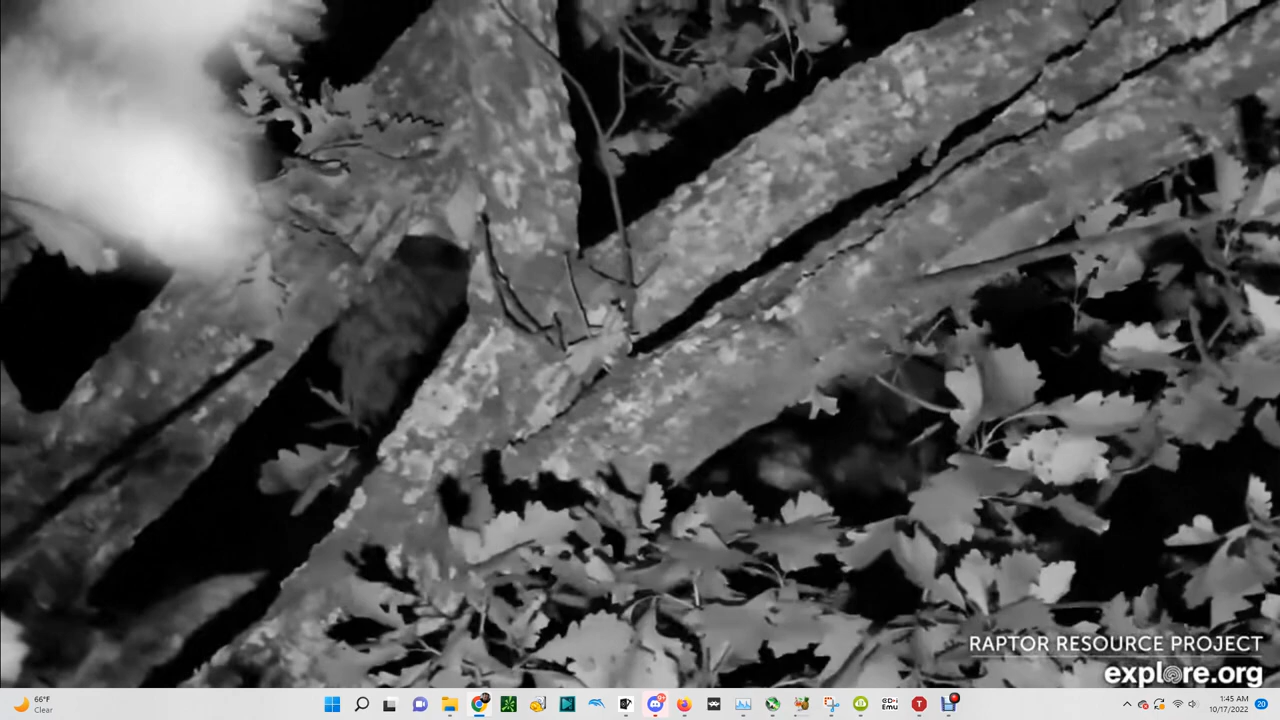 RAPTOR RESOURCE PROJECT
explore.org
66°F
Clear
1:45 AM
10/17/2022
20